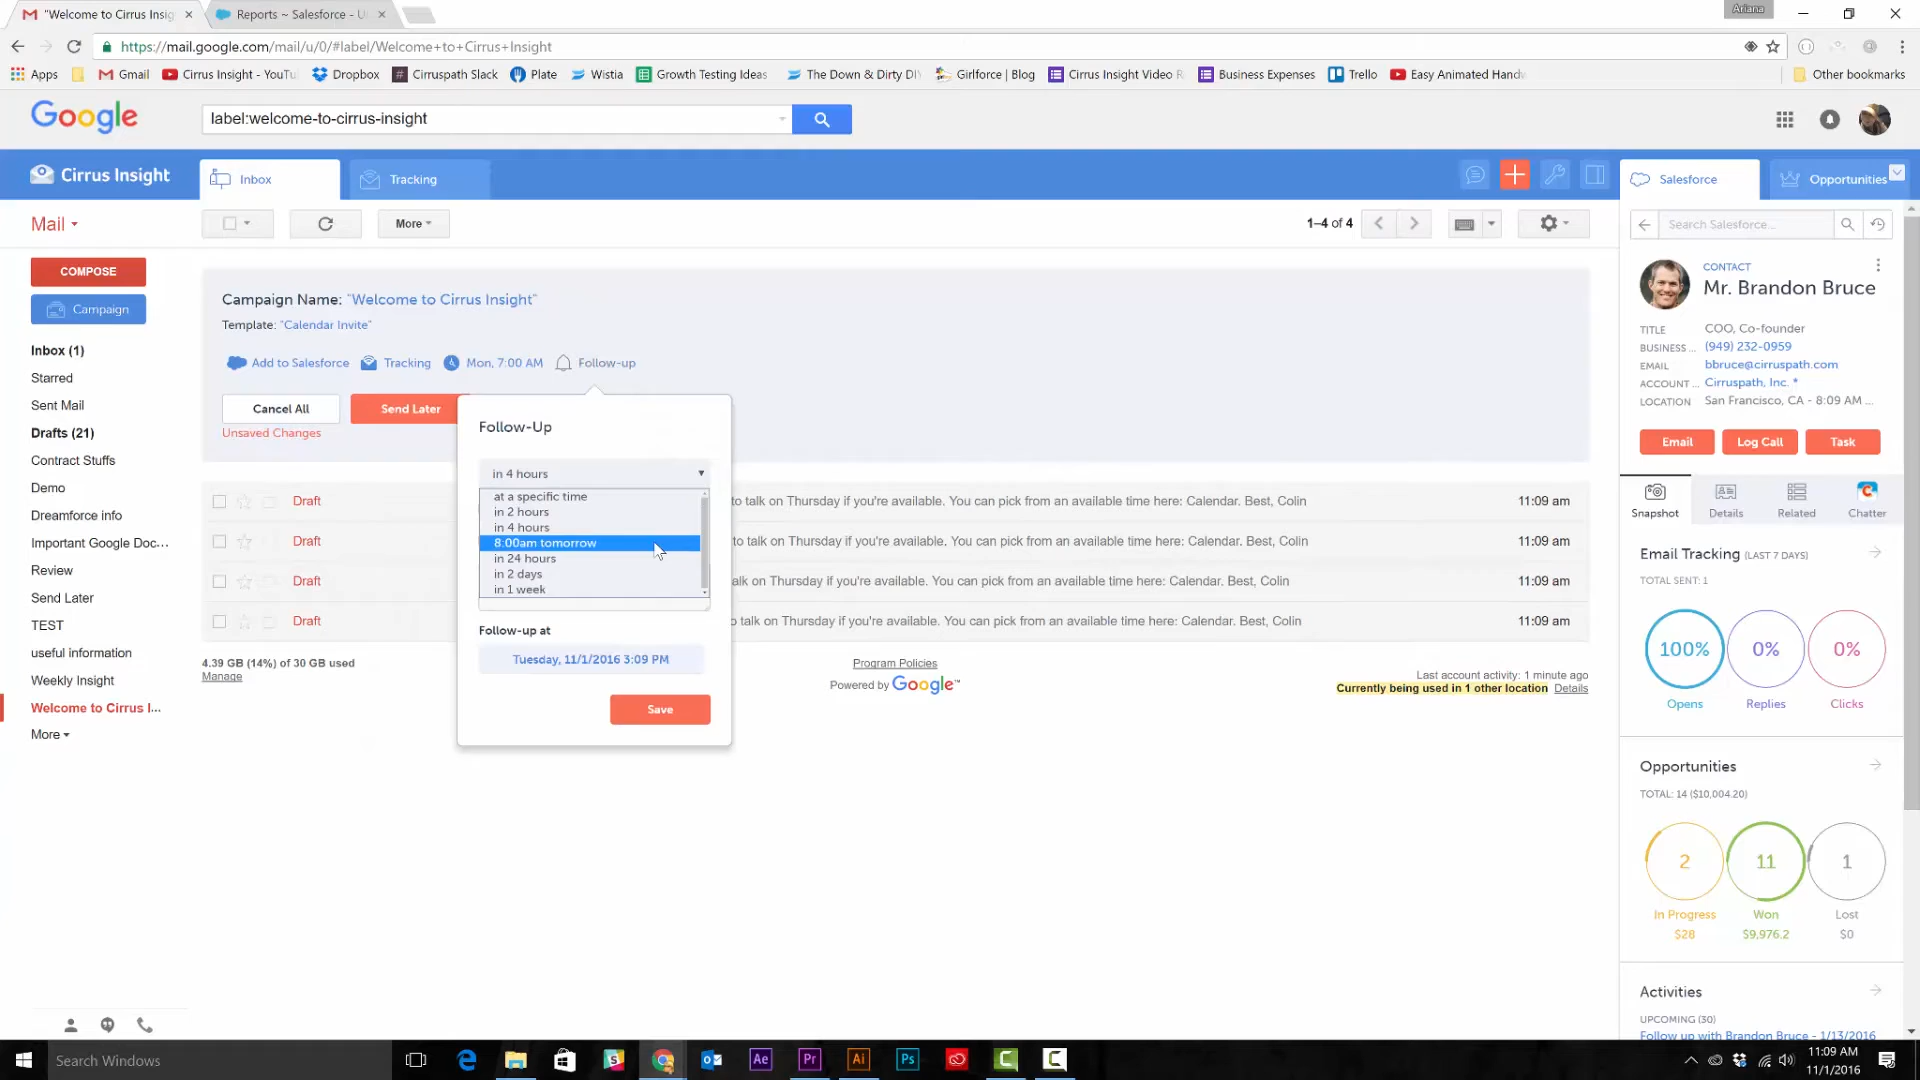 "Welcome to Cirrus Insig
Reports ~ Salesforce - U
Ariana
https://mail.google.com/mail/u/0/#label/Welcome+to+Cirrus+Insight
Apps
Gmail
Cirrus Insight - YouTu
Dropbox
Cirruspath Slack
Plate
Wistia
Growth Testing Ideas
The Down & Dirty DI
Girlforce | Blog
Cirrus Insight Video R
Business Expenses
Trello
Easy Animated Handw
Other bookmarks
Google
label:welcome-to-cirrus-insight
Cirrus Insight
Inbox
Tracking
Salesforce
Opportunities
Mail
More
1–4 of 4
Search Salesforce...
COMPOSE
Campaign
Inbox (1)
Starred
Sent Mail
Drafts (21)
Contract Stuffs
Demo
Dreamforce info
Important Google Doc...
Review
Send Later
TEST
useful information
Weekly Insight
Welcome to Cirrus I...
More
Campaign Name: "Welcome to Cirrus Insight"
Template: "Calendar Invite"
Add to Salesforce
Tracking
Mon, 7:00 AM
Follow-up
Cancel All
Send Later
Unsaved Changes
Follow-Up
in 4 hours
at a specific time
in 2 hours
in 4 hours
8:00am tomorrow
in 24 hours
in 2 days
in 1 week
Follow-up at
Tuesday, 11/1/2016 3:09 PM
Save
Draft
to talk on Thursday if you're available. You can pick from an available time here: Calendar. Best, Colin
11:09 am
Draft
to talk on Thursday if you're available. You can pick from an available time here: Calendar. Best, Colin
11:09 am
Draft
alk on Thursday if you're available. You can pick from an available time here: Calendar. Best, Colin
11:09 am
Draft
o talk on Thursday if you're available. You can pick from an available time here: Calendar. Best, Colin
11:09 am
4.39 GB (14%) of 30 GB used
Manage
Program Policies
Powered by Google™
Last account activity: 1 minute ago
Currently being used in 1 other location Details
CONTACT
Mr. Brandon Bruce
TITLE COO, Co-founder
BUSINESS ... (949) 232-0959
EMAIL bbruce@cirruspath.com
ACCOUNT ... Cirruspath, Inc. *
LOCATION San Francisco, CA - 8:09 AM ...
Email
Log Call
Task
Snapshot
Details
Related
Chatter
Email Tracking (LAST 7 DAYS)
TOTAL SENT: 1
100%
0%
0%
Opens
Replies
Clicks
Opportunities
TOTAL: 14 ($10,004.20)
2
11
1
In Progress
Won
Lost
$28
$9,976.2
$0
Activities
UPCOMING (30)
Follow up with Brandon Bruce - 1/13/2016
Search Windows
Ae
Pr
Ai
Ps
11:09 AM
11/1/2016